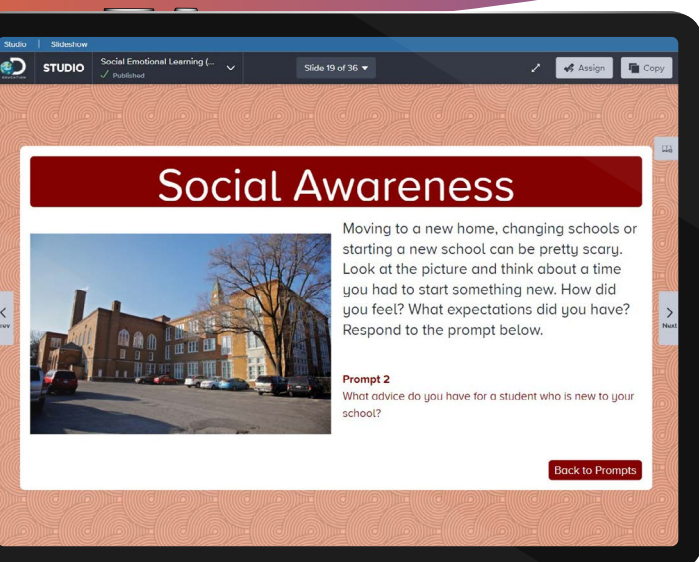 Studio | Slideshow
STUDIO
Social Emotional Learning (...
✓ Published
Slide 19 of 36 ▼
Assign
Copy
Social Awareness
Moving to a new home, changing schools or
starting a new school can be pretty scary.
Look at the picture and think about a time
you had to start something new. How did
you feel? What expectations did you have?
Respond to the prompt below.
Next
Prompt 2
What advice do you have for a student who is new to your
school?
Back to Prompts